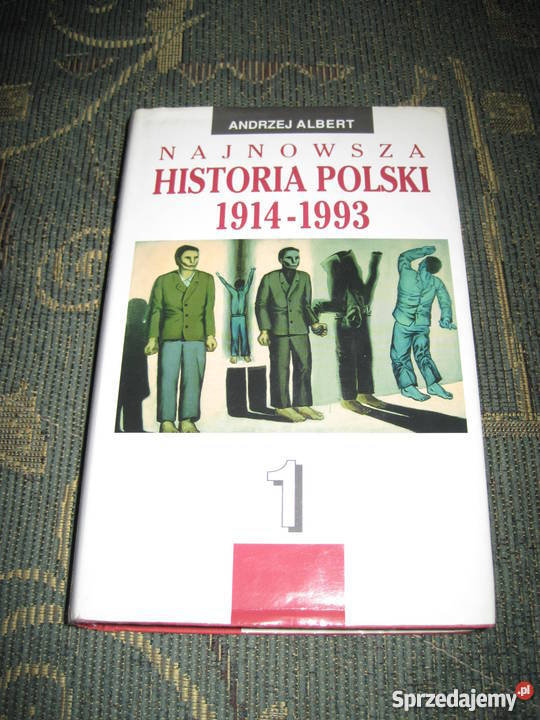 ANDRZEJ ALBERT
NAJNOWSZA
HISTORIA POLSKI
1914-1993
1
Sprzedajemy.pl